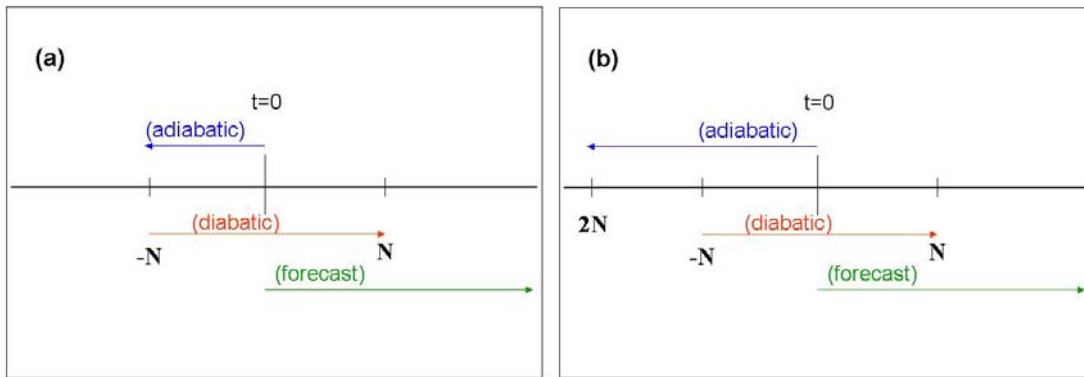 (a)
t=0
(adiabatic)
(diabatic)
-N
N
(forecast)
(b)
t=0
(adiabatic)
2N
(diabatic)
-N
N
(forecast)